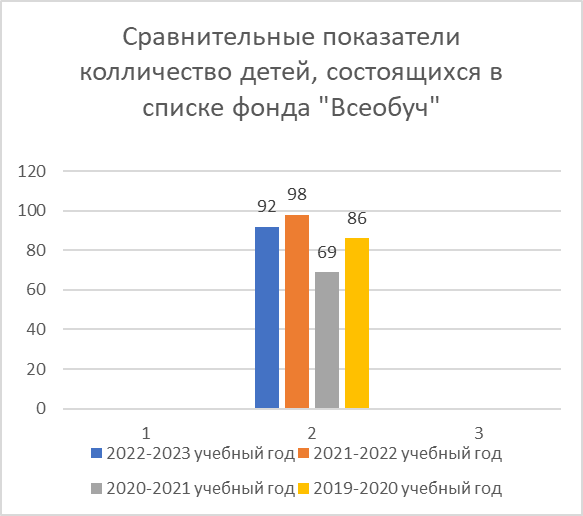 Сравнительные показатели
колличество детей, состоящихся в
списке фонда "Всеобуч"
120
100
80
60
40
20
0
92
98
69
86
1
2
3
2022-2023 учебный год
2021-2022 учебный год
2020-2021 учебный год
2019-2020 учебный год